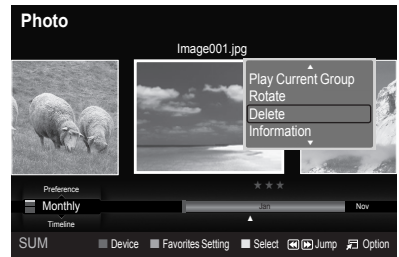 Photo
Image001.jpg
Play Current Group
Rotate
Delete
Information
Preference
Monthly
Jan
Nov
Timeline
SUM Device Favorites Setting Select Jump Option